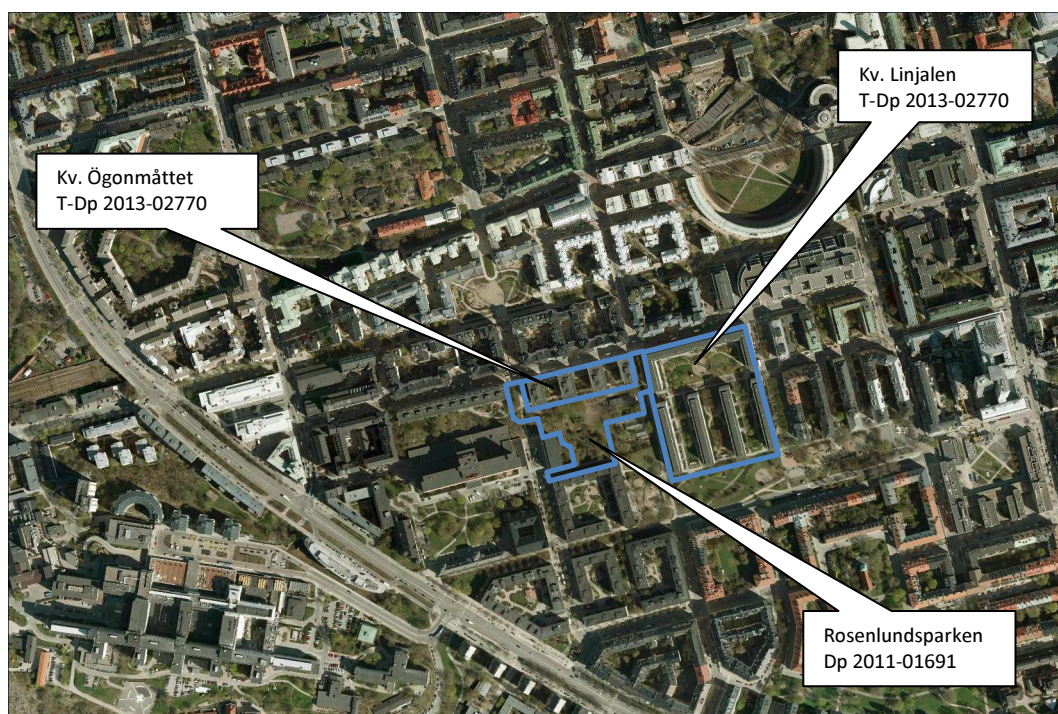 Kv. Linjalen
T-Dp 2013-02770
Kv. Ögonmåttet
T-Dp 2013-02770
Rosenlundsparken
Dp 2011-01691